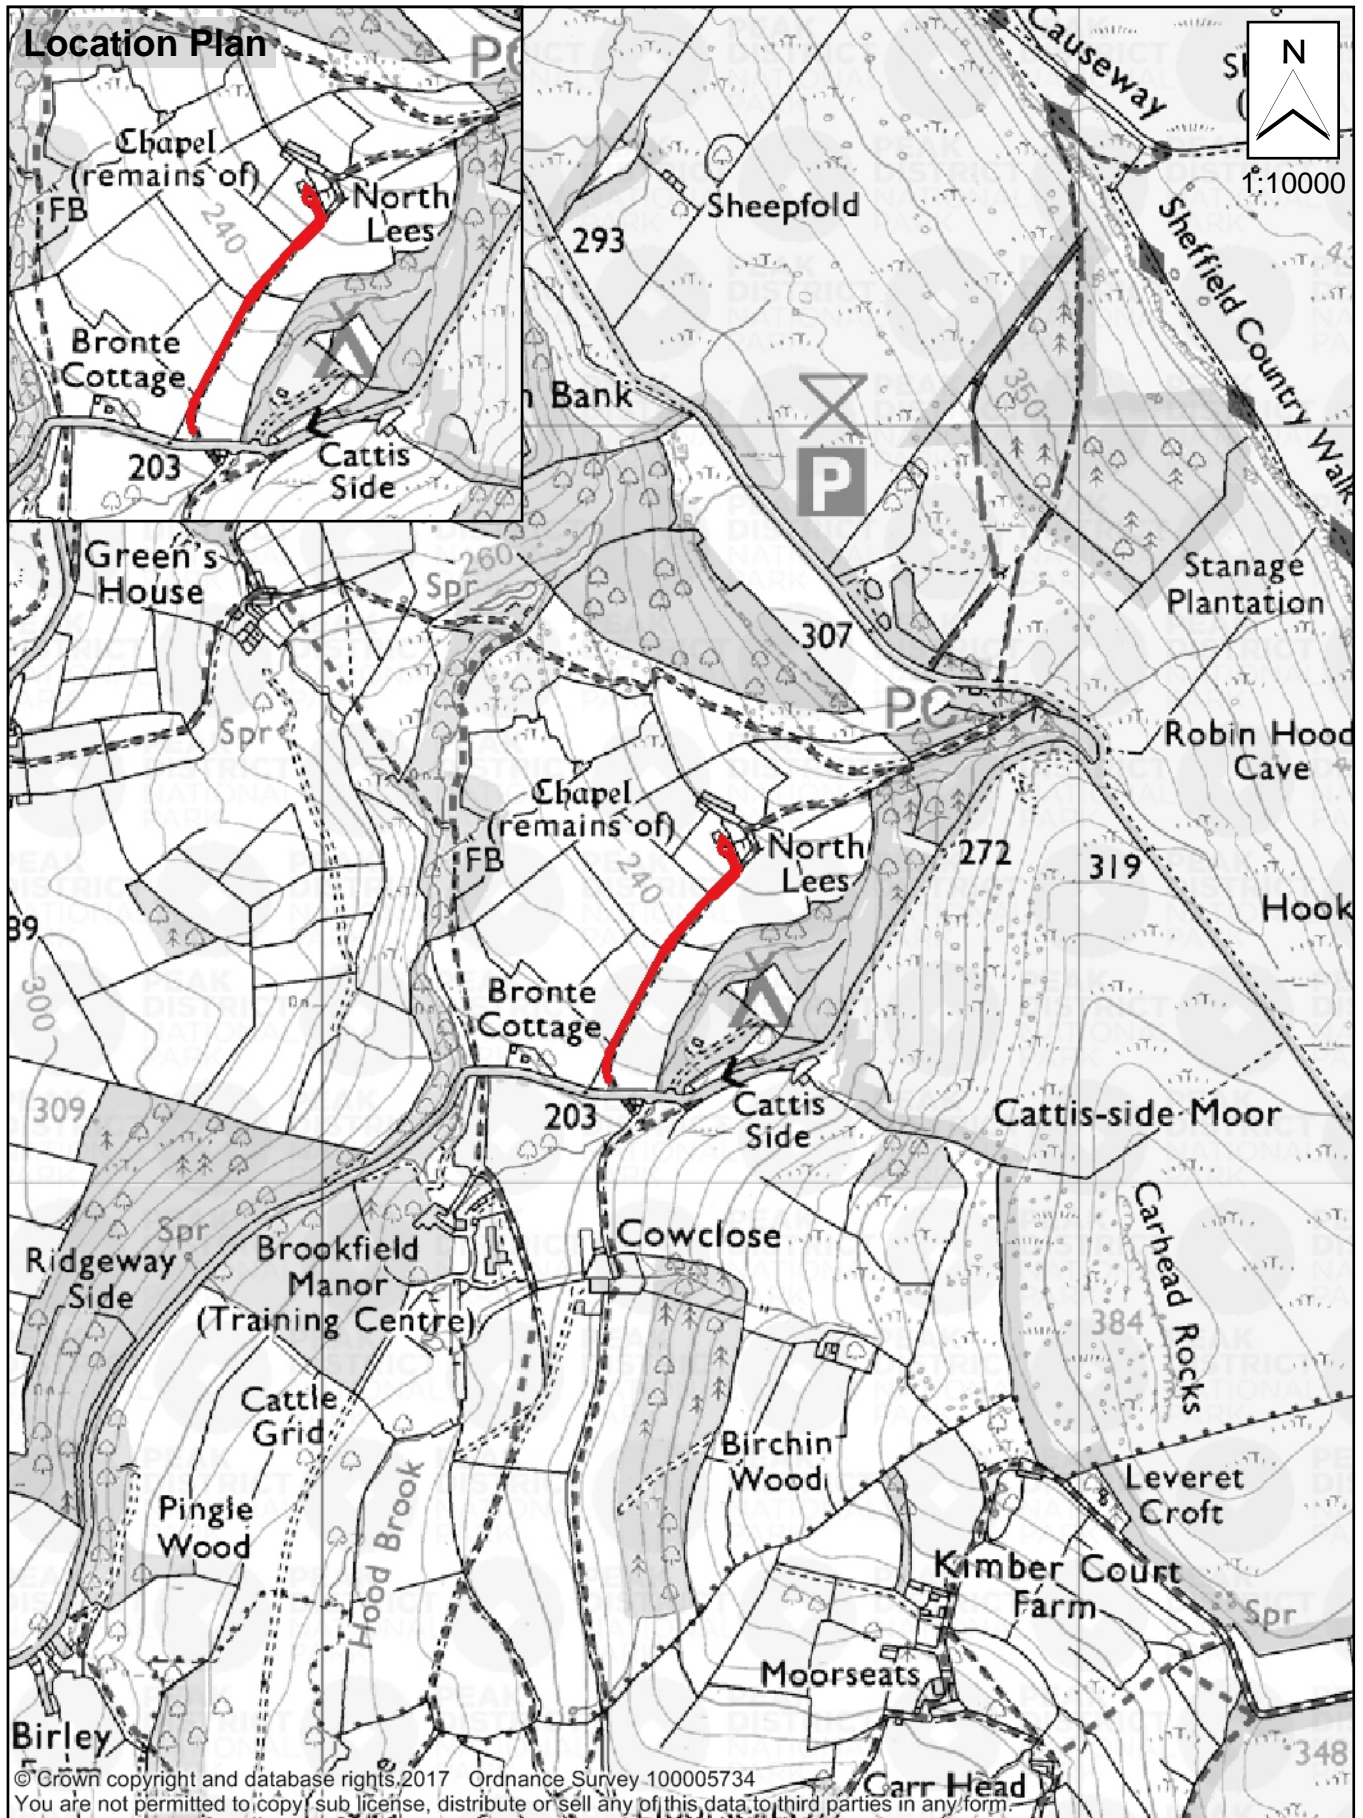 Location Plan
PC
Chapel
(remains of)
FB
North
Lees
240
Bronte
Cottage
203
Cattis
Side
Causeway
N
1:10000
Sheepfold
293
Sheffield Country Walk
Bank
350
P
Stanage
Plantation
Green's
House
260
Spr
307
PC
Robin Hood
Cave
Spr
Chapel
(remains of)
FB
North
Lees
272
319
240
Hook
300
Bronte
Cottage
309
203
Cattis
Side
Cattis-side Moor
Spr
Ridgeway
Side
Brookfield
Manor
(Training Centre)
Cowclose
Carhead Rocks
384
Cattle
Grid
Hood Brook
Birchin
Wood
Leveret
Croft
Pingle
Wood
Kimber Court
Farm
Spr
Moorseats
Birley
348
Carr Head
© Crown copyright and database rights 2017 Ordnance Survey 100005734
You are not permitted to copy, sub license, distribute or sell any of this data to third parties in any form.